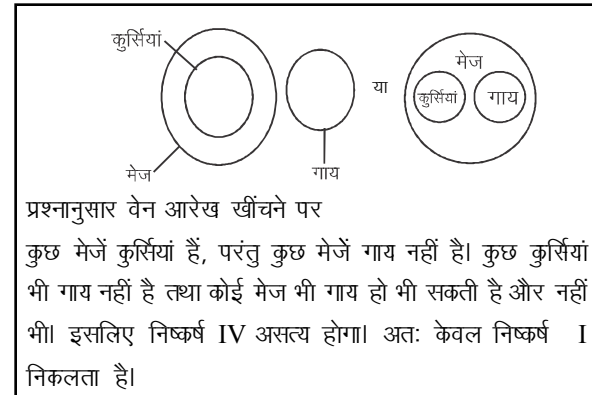 कुर्सियां
मेज
गाय
या
मेज
कुर्सियां
गाय
प्रश्नानुसार वेन आरेख खींचने पर
कुछ मेजें कुर्सियां हैं, परंतु कुछ मेजें गाय नहीं है। कुछ कुर्सियां
भी गाय नहीं है तथा कोई मेज भी गाय हो भी सकती है और नहीं
भी। इसलिए निष्कर्ष IV असत्य होगा। अतः केवल निष्कर्ष I
निकलता है।